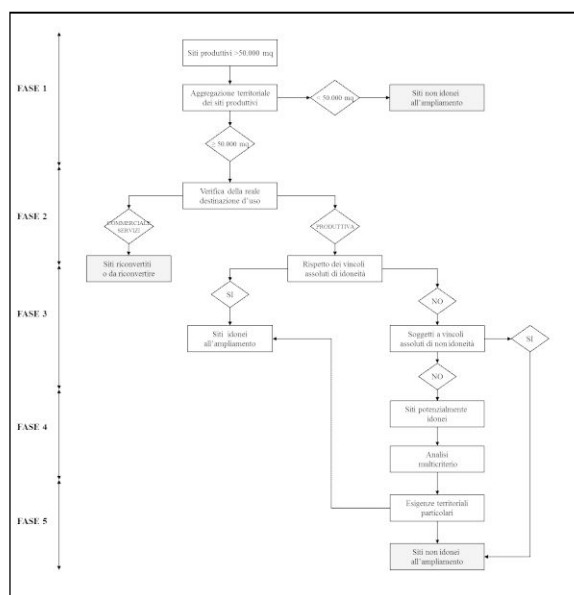 FASE 1
Siti produttivi >50.000 mq
Aggregazione territoriale
dei siti produttivi
< 50.000 mq
Siti non idonei
all'ampliamento
≥ 50.000 mq
FASE 2
Verifica della reale
destinazione d'uso
COMMERCIALE
SERVIZI
PRODUTTIVA
Siti riconvertiti
o da riconvertire
Rispetto dei vincoli
assoluti di idoneità
FASE 3
SI
NO
Siti idonei
all'ampliamento
Soggetti a vincoli
assoluti di non idoneità
SI
NO
FASE 4
Siti potenzialmente
idonei
Analisi
multicriterio
FASE 5
Esigenze territoriali
particolari
Siti non idonei
all'ampliamento